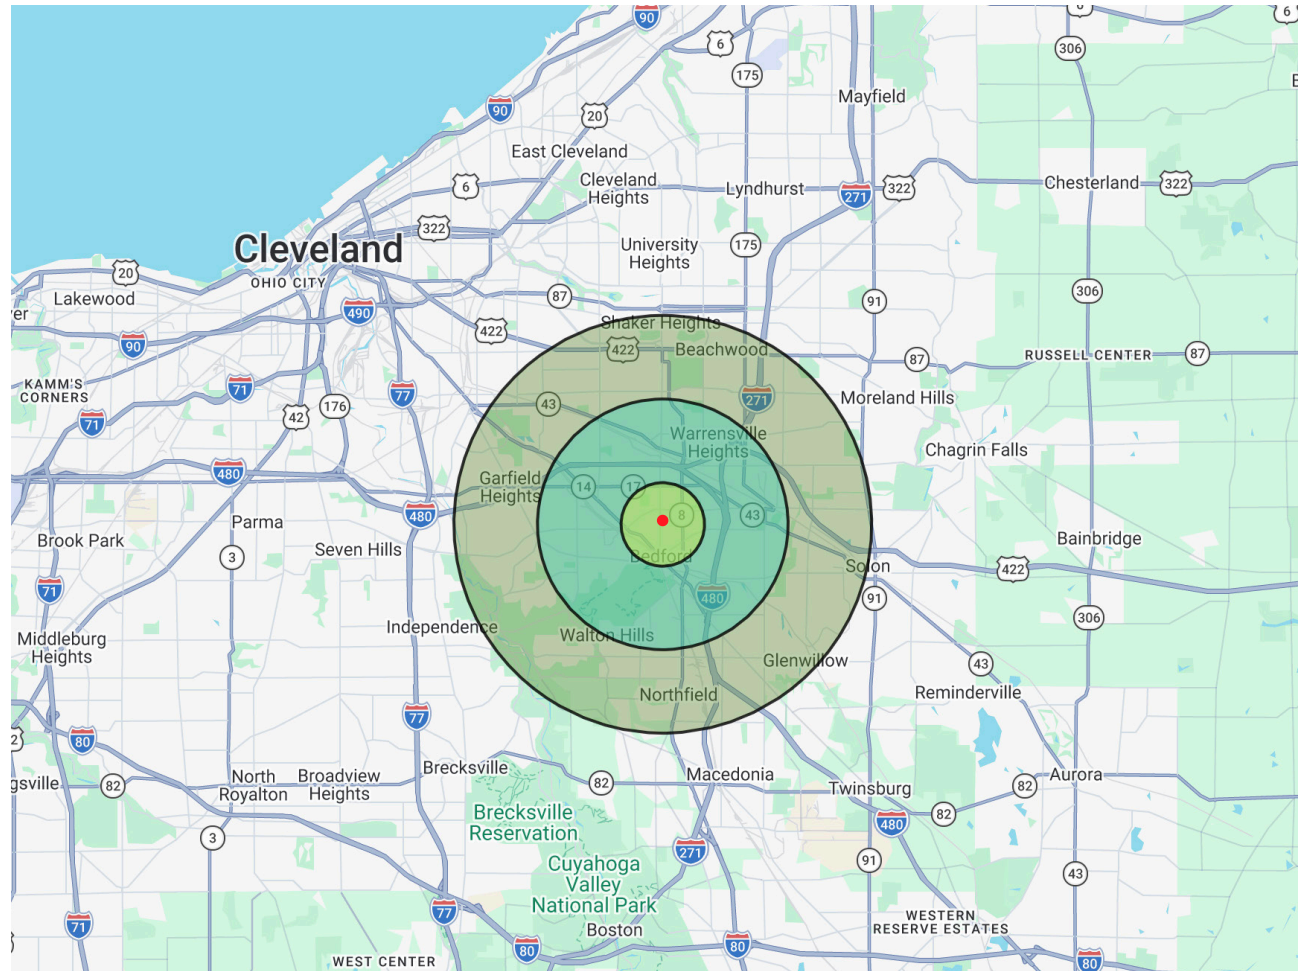 90
6
6
6
306
175
Mayfield
90
20
East Cleveland
Cleveland
Heights
6
Lyndhurst
271
322
Chesterland
322
322
Cleveland
University
Heights
175
20
OHIO CITY
Lakewood
87
91
306
490
ver
422
Shaker Heights
90
422
Beachwood
87
RUSSELL CENTER
87
KAMM'S
CORNERS
71
77
271
Moreland Hills
43
176
42
71
Warrensville
Heights
Chagrin Falls
480
Garfield
Heights
14
17
480
8
43
Parma
Brook Park
3
Seven Hills
Bedford
Bainbridge
Solon
422
71
480
91
306
Independence
Walton Hills
Middleburg
Heights
Glenwillow
43
Northfield
Reminderville
77
2
80
Brecksville
gsville
82
North
Royalton
Broadview
Heights
82
Macedonia
Twinsburg
82
Aurora
Brecksville
Reservation
480
82
3
271
91
43
Cuyahoga
Valley
National Park
77
71
Boston
WESTERN
RESERVE ESTATES
80
80
WEST CENTER
80